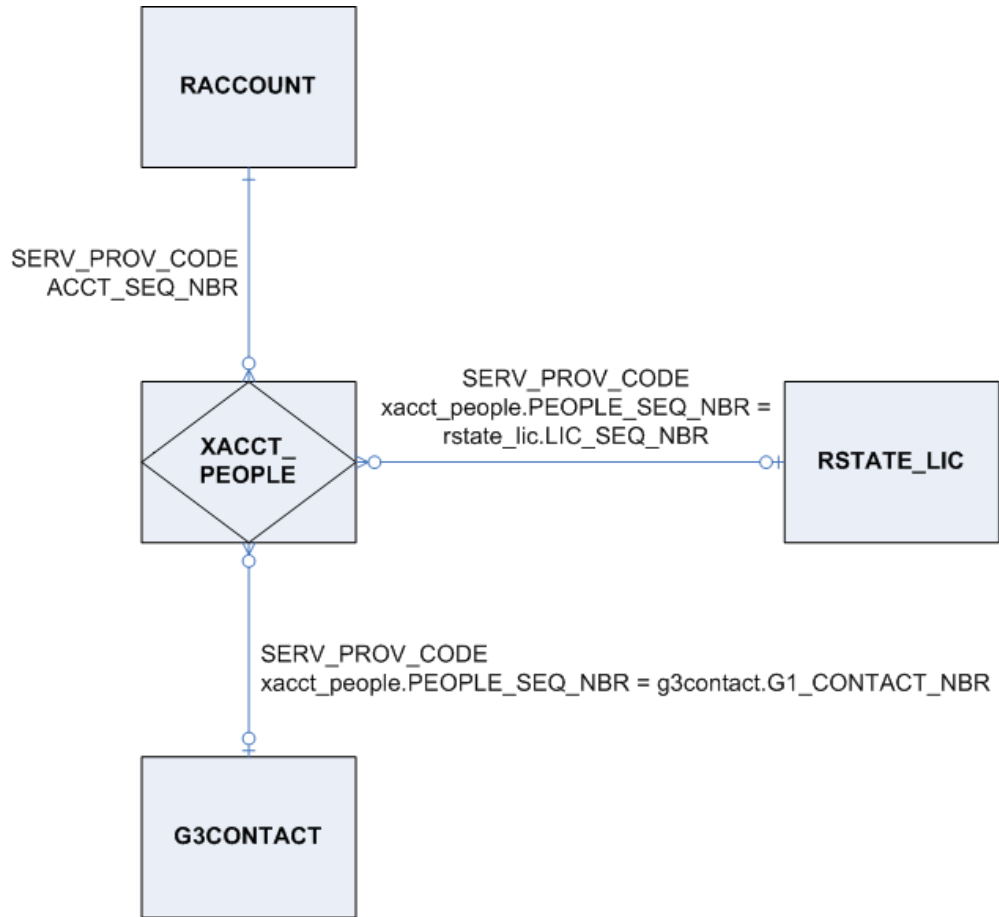 RACCOUNT
SERV_PROV_CODE
ACCT_SEQ_NBR
SERV_PROV_CODE
xacct_people.PEOPLE_SEQ_NBR =
rstate_lic.LIC_SEQ_NBR
XACCT_
PEOPLE
RSTATE_LIC
SERV_PROV_CODE
xacct_people.PEOPLE_SEQ_NBR = g3contact.G1_CONTACT_NBR
G3CONTACT